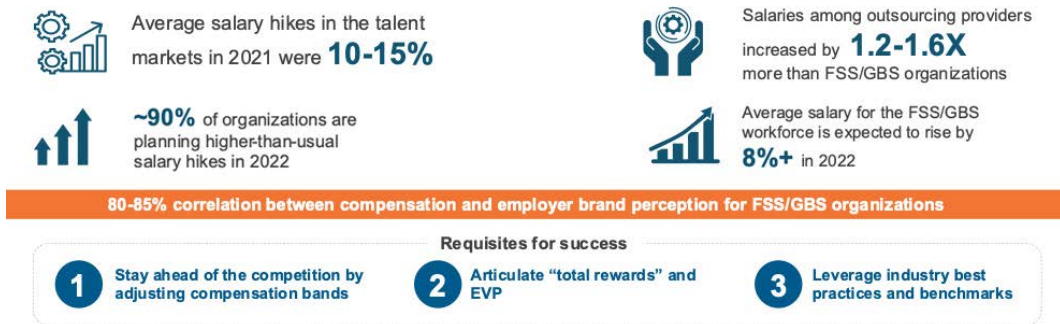 Average salary hikes in the talent
markets in 2021 were 10-15%
Salaries among outsourcing providers
increased by 1.2-1.6X
more than FSS/GBS organizations
~90% of organizations are
planning higher-than-usual
salary hikes in 2022
Average salary for the FSS/GBS
workforce is expected to rise by
8%+ in 2022
80-85% correlation between compensation and employer brand perception for FSS/GBS organizations
Requisites for success
1
Stay ahead of the competition by
adjusting compensation bands
2
Articulate “total rewards” and
EVP
3
Leverage industry best
practices and benchmarks